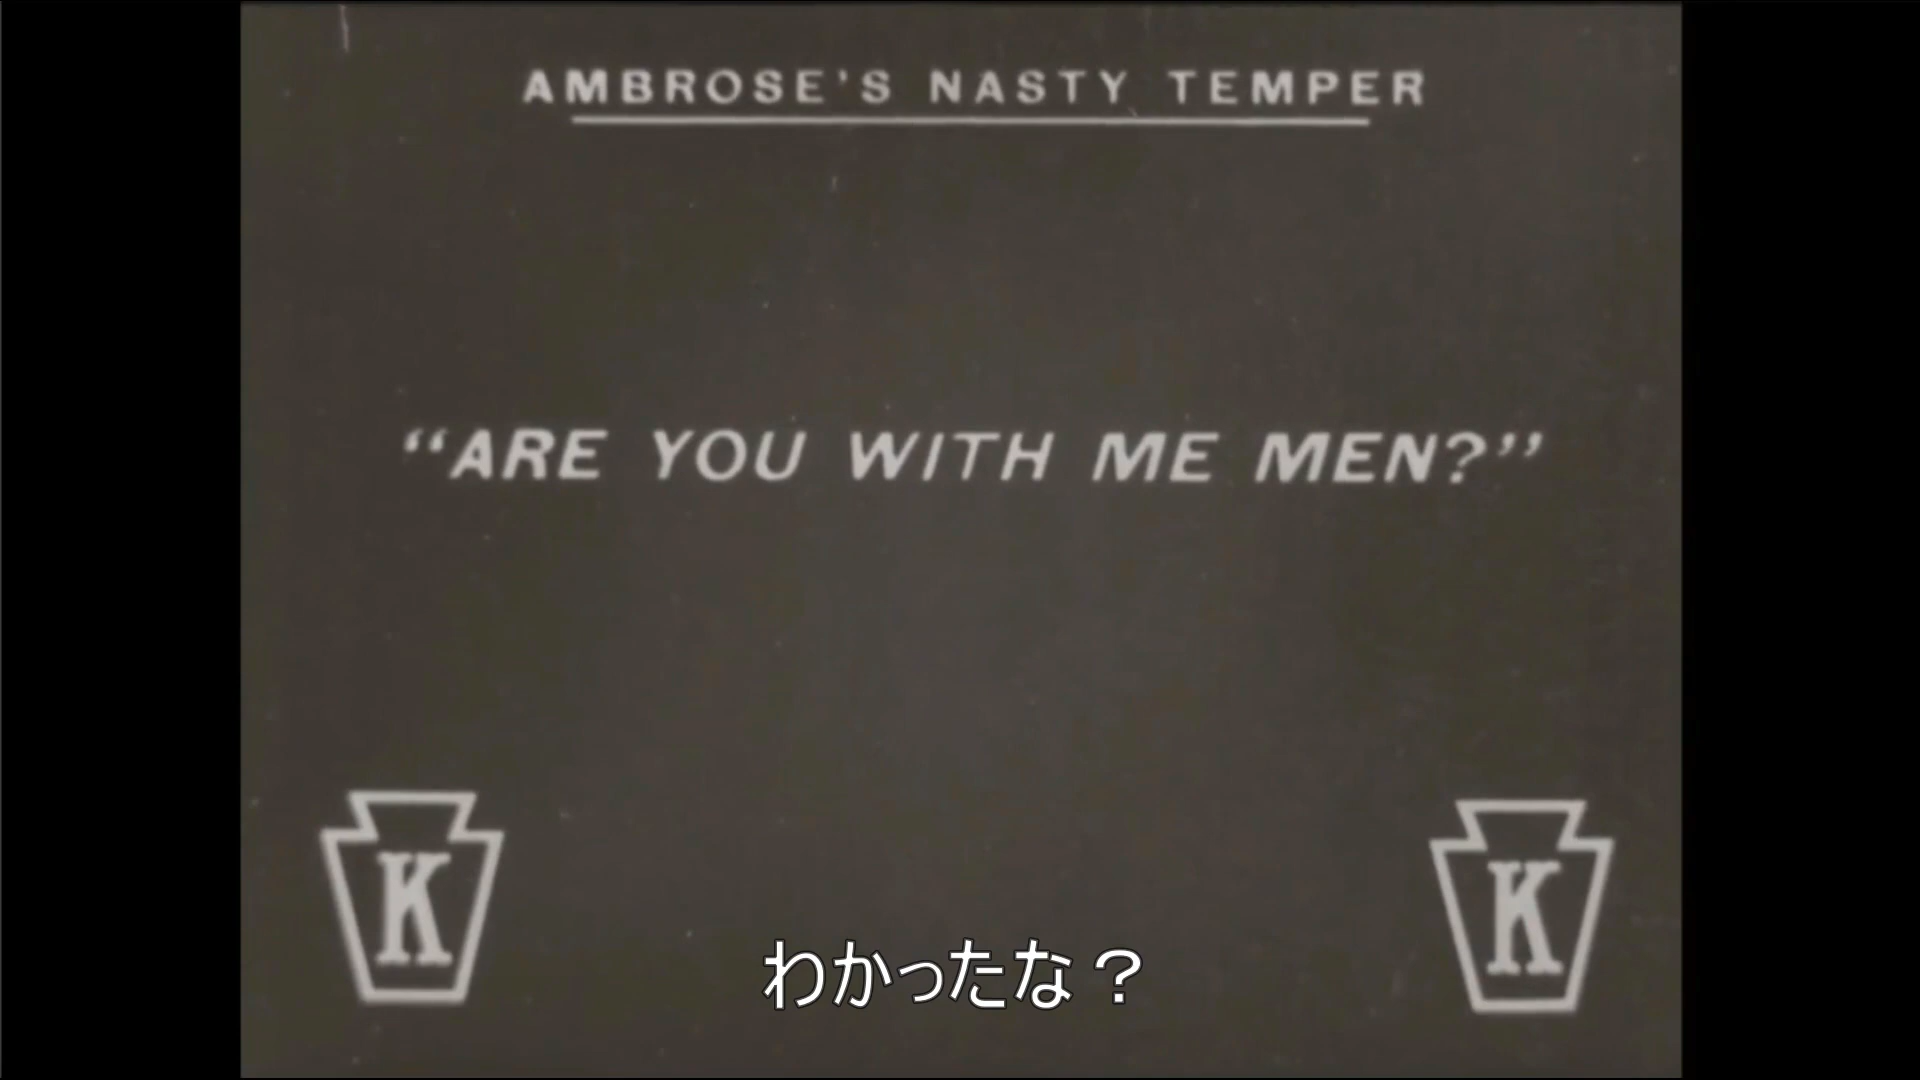 AMBROSE'S NASTY TEMPER
“ARE YOU WITH ME MEN?”
K
K
わかったな？